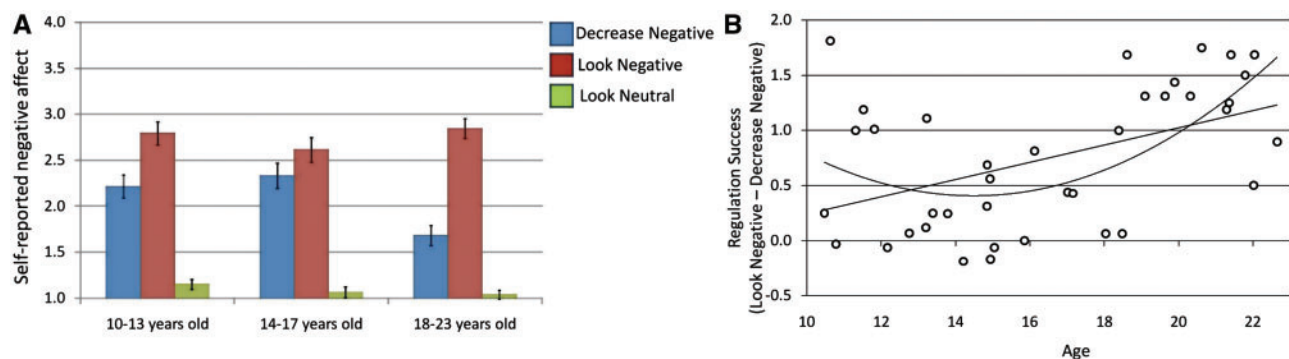 A
Self-reported negative affect
4.0
3.5
3.0
2.5
2.0
1.5
1.0
10-13 years old
14-17 years old
18-23 years old
Decrease Negative
Look Negative
Look Neutral
B
Regulation Success
(Look Negative – Decrease Negative)
2.0
1.5
1.0
0.5
0.0
-0.5
10
12
14
16
18
20
22
Age